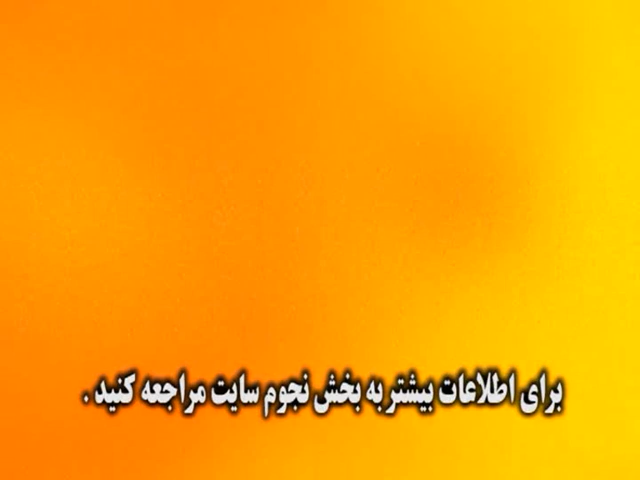 برای اطلاعات بیشتر به بخش نجوم سایت مراجعه کنید .